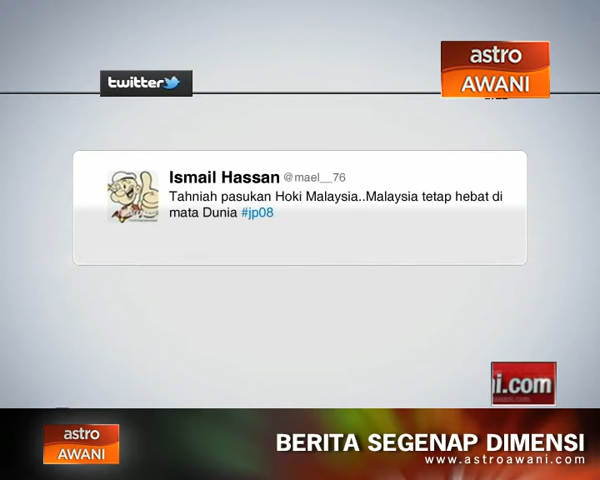 astro
AWANI
twitter
Ismail Hassan @mael__76
Tahniah pasukan Hoki Malaysia..Malaysia tetap hebat di
mata Dunia #jp08
ni.com
astro
AWANI
BERITA SEGENAP DIMENSI
www.astroawani.com